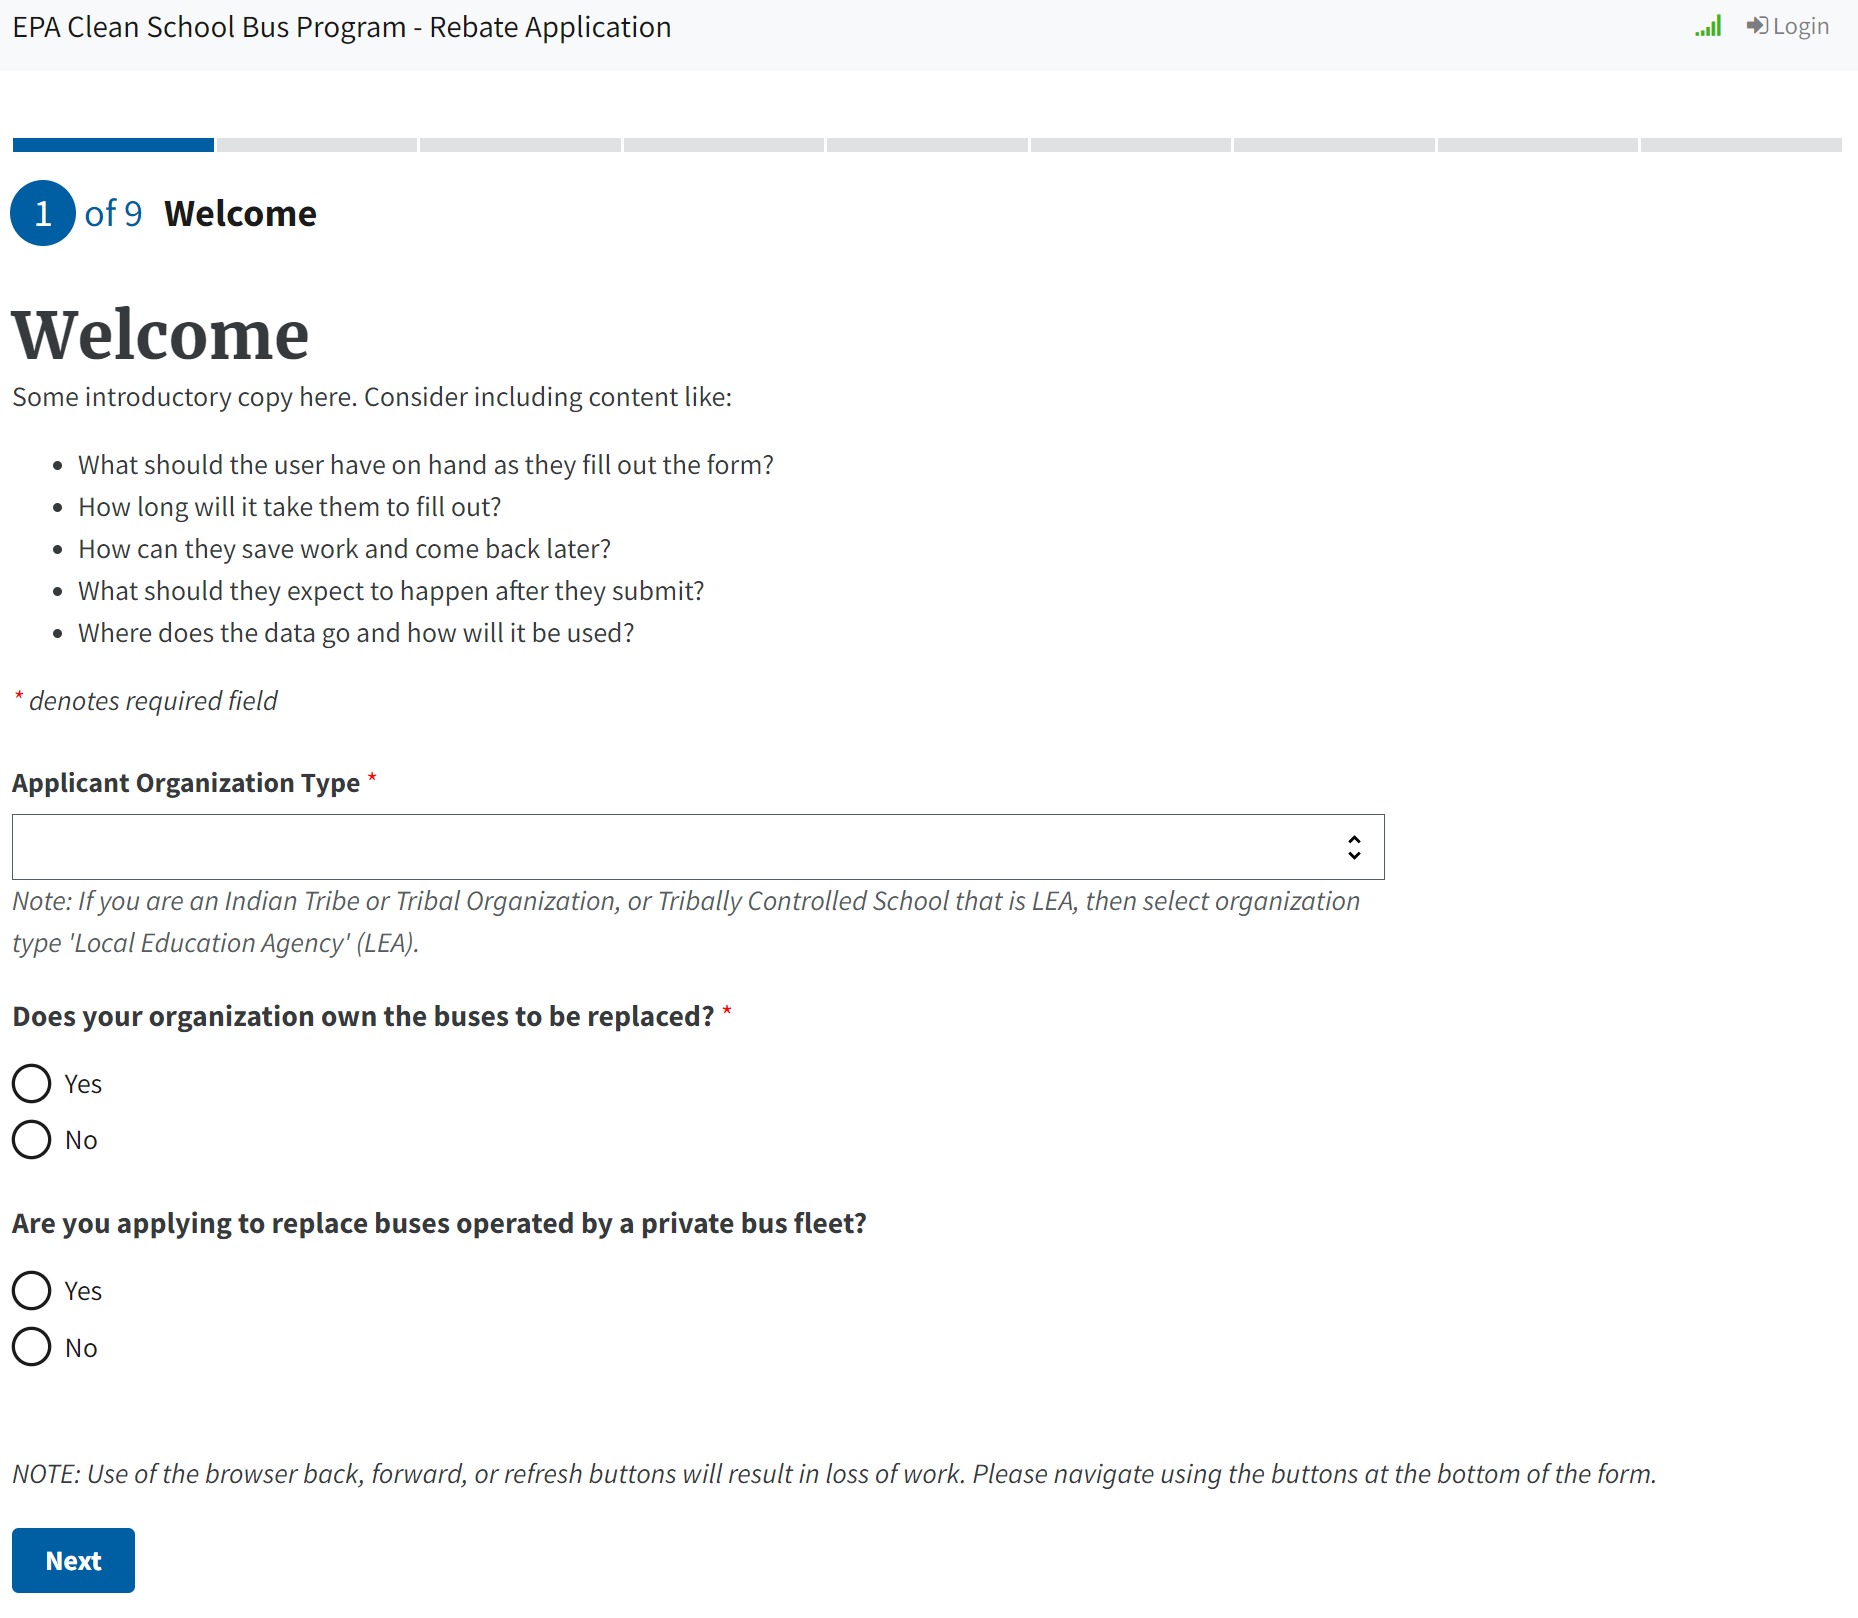 EPA Clean School Bus Program - Rebate Application
Login
1 of 9 Welcome
Welcome
Some introductory copy here. Consider including content like:
• What should the user have on hand as they fill out the form?
• How long will it take them to fill out?
• How can they save work and come back later?
• What should they expect to happen after they submit?
• Where does the data go and how will it be used?
* denotes required field
Applicant Organization Type *
Note: If you are an Indian Tribe or Tribal Organization, or Tribally Controlled School that is LEA, then select organization
type 'Local Education Agency' (LEA).
Does your organization own the buses to be replaced? *
Yes
No
Are you applying to replace buses operated by a private bus fleet?
Yes
No
NOTE: Use of the browser back, forward, or refresh buttons will result in loss of work. Please navigate using the buttons at the bottom of the form.
Next